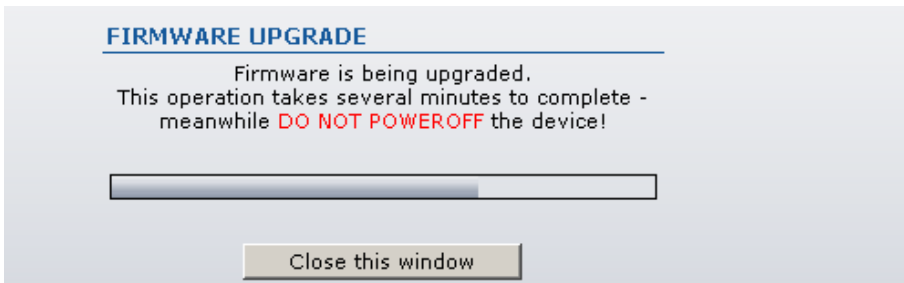 FIRMWARE UPGRADE
Firmware is being upgraded.
This operation takes several minutes to complete -
meanwhile DO NOT POWEROFF the device!
Close this window